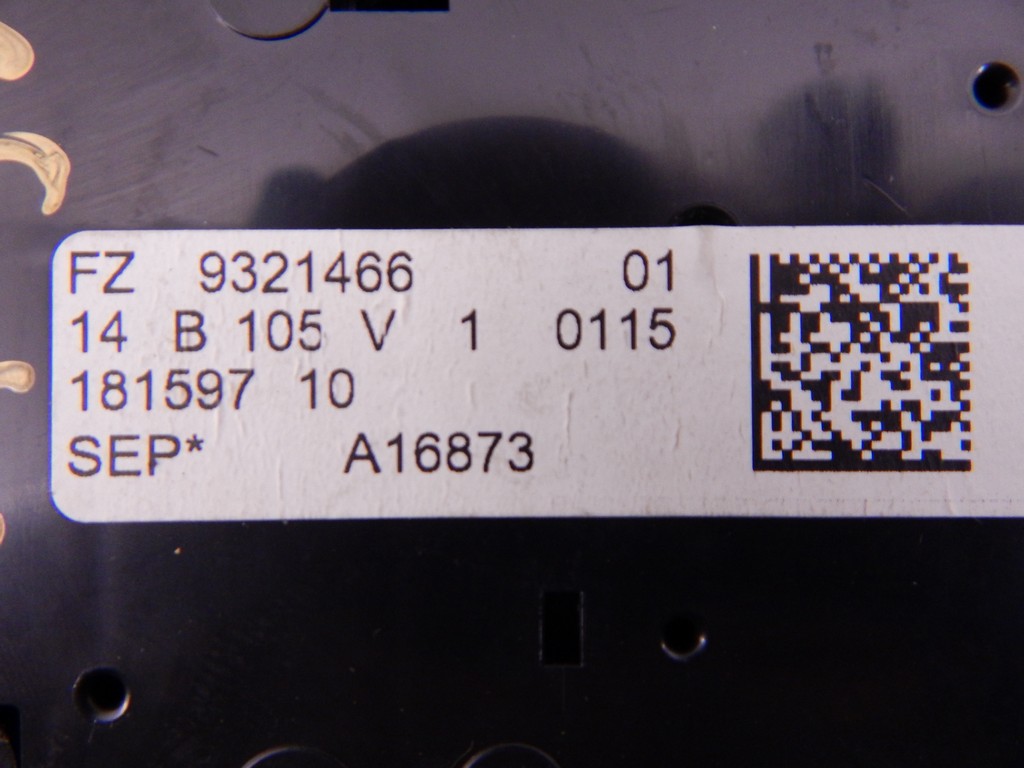 FZ 9321466 01
14 B 105 V 1 0115
181597 10
SEP* A16873